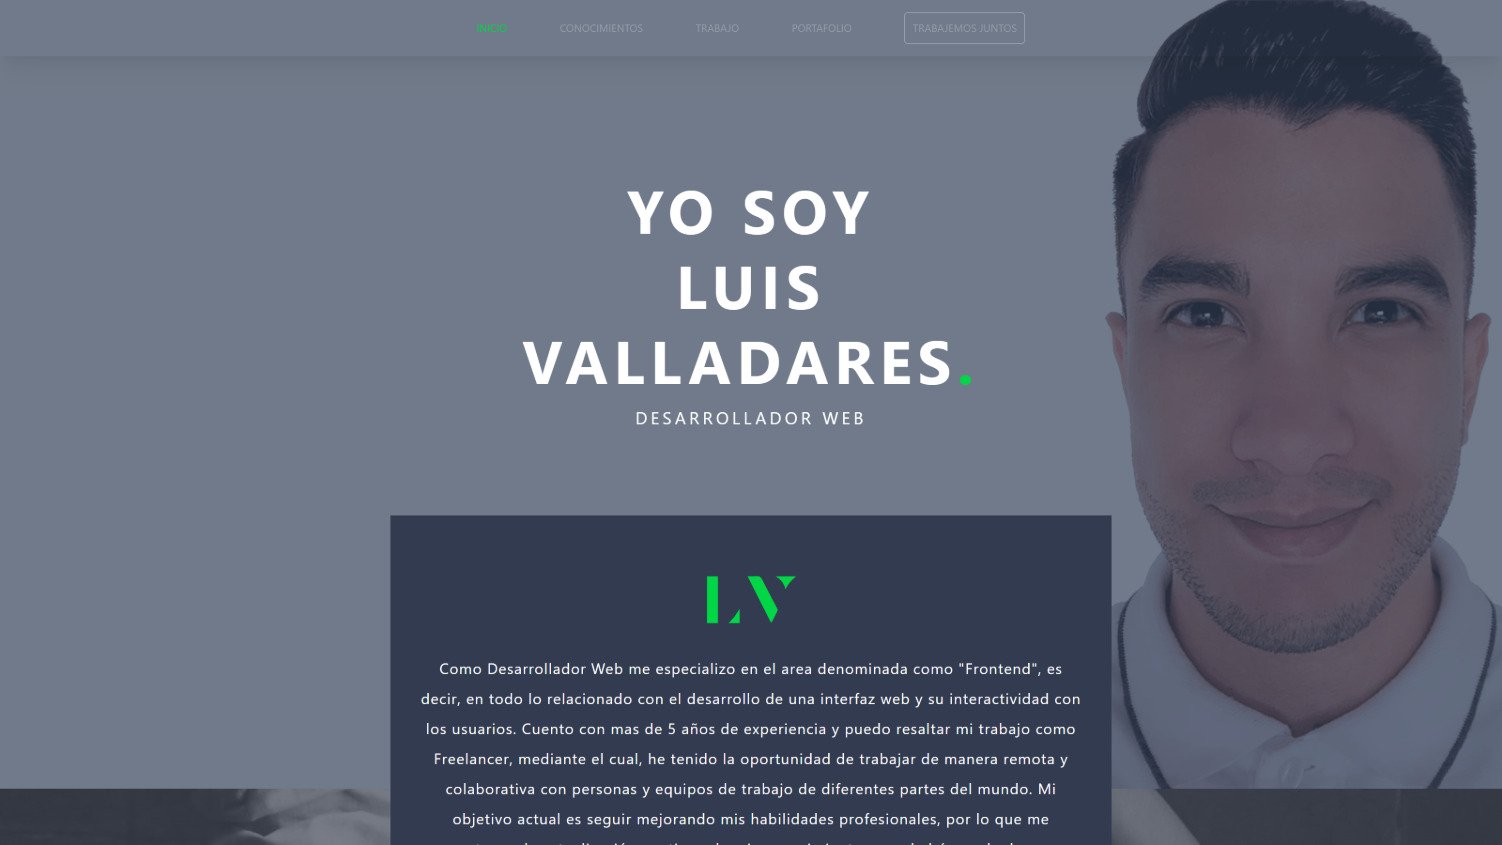 INICIO CONOCIMIENTOS TRABAJO PORTAFOLIO TRABAJEMOS JUNTOS
YO SOY
LUIS
VALLADARES.
DESARROLLADOR WEB
LV
Como Desarrollador Web me especializo en el area denominada como "Frontend", es
decir, en todo lo relacionado con el desarrollo de una interfaz web y su interactividad con
los usuarios. Cuento con mas de 5 años de experiencia y puedo resaltar mi trabajo como
Freelancer, mediante el cual, he tenido la oportunidad de trabajar de manera remota y
colaborativa con personas y equipos de trabajo de diferentes partes del mundo. Mi
objetivo actual es seguir mejorando mis habilidades profesionales, por lo que me